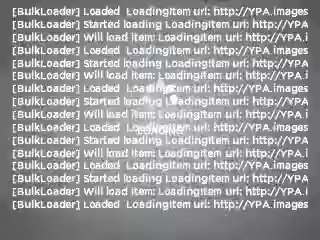 [BulkLoader] Loaded LoadingItem url: http://YPA.images
[BulkLoader] Started loading LoadingItem url: http://YPA
[BulkLoader] Will load item: LoadingItem url: http://YPA.i
[BulkLoader] Loaded LoadingItem url: http://YPA.images
[BulkLoader] Started loading LoadingItem url: http://YPA
[BulkLoader] Will load item: LoadingItem url: http://YPA.i
[BulkLoader] Loaded LoadingItem url: http://YPA.images
[BulkLoader] Started loading LoadingItem url: http://YPA
[BulkLoader] Will load item: LoadingItem url: http://YPA.i
[BulkLoader] Loaded LoadingItem url: http://YPA.images
LOADING
[BulkLoader] Started loading LoadingItem url: http://YPA
[BulkLoader] Will load item: LoadingItem url: http://YPA.i
[BulkLoader] Loaded LoadingItem url: http://YPA.images
[BulkLoader] Started loading LoadingItem url: http://YPA
[BulkLoader] Will load item: LoadingItem url: http://YPA.i
[BulkLoader] Loaded LoadingItem url: http://YPA.images